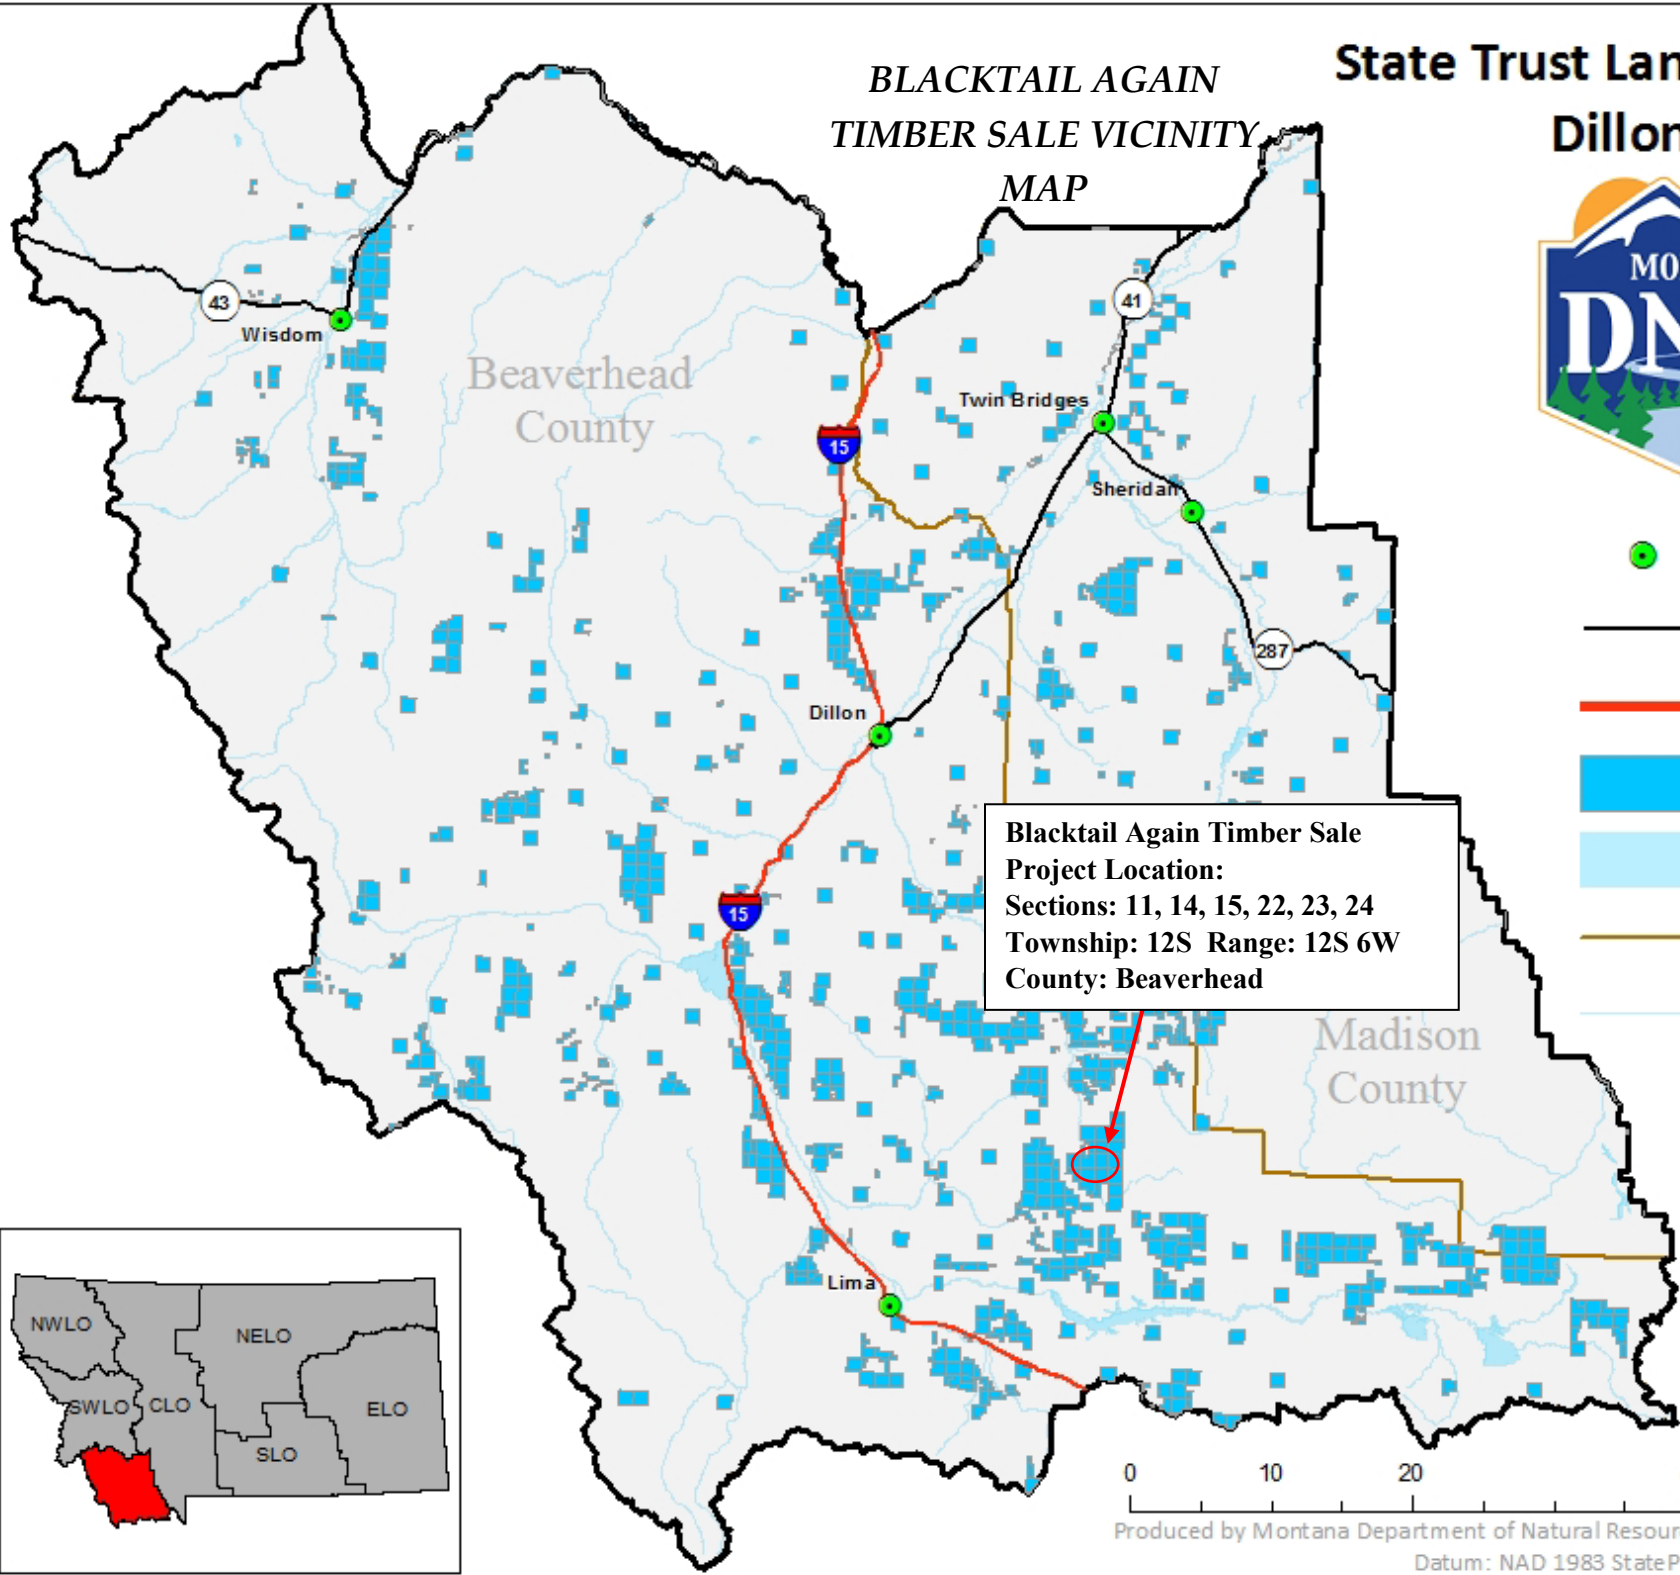 BLACKTAIL AGAIN
TIMBER SALE VICINITY
MAP
State Trust Lan
Dillon
MO
DN
43
Wisdom
Beaverhead
County
15
41
Twin Bridges
Sheridan
287
Dillon
Blacktail Again Timber Sale
Project Location:
Sections: 11, 14, 15, 22, 23, 24
Township: 12S Range: 12S 6W
County: Beaverhead
15
Madison
County
Lima
NWLO
NELO
SWLO
CLO
ELO
SLO
0 10 20
Produced by Montana Department of Natural Resour
Datum: NAD 1983 StateP